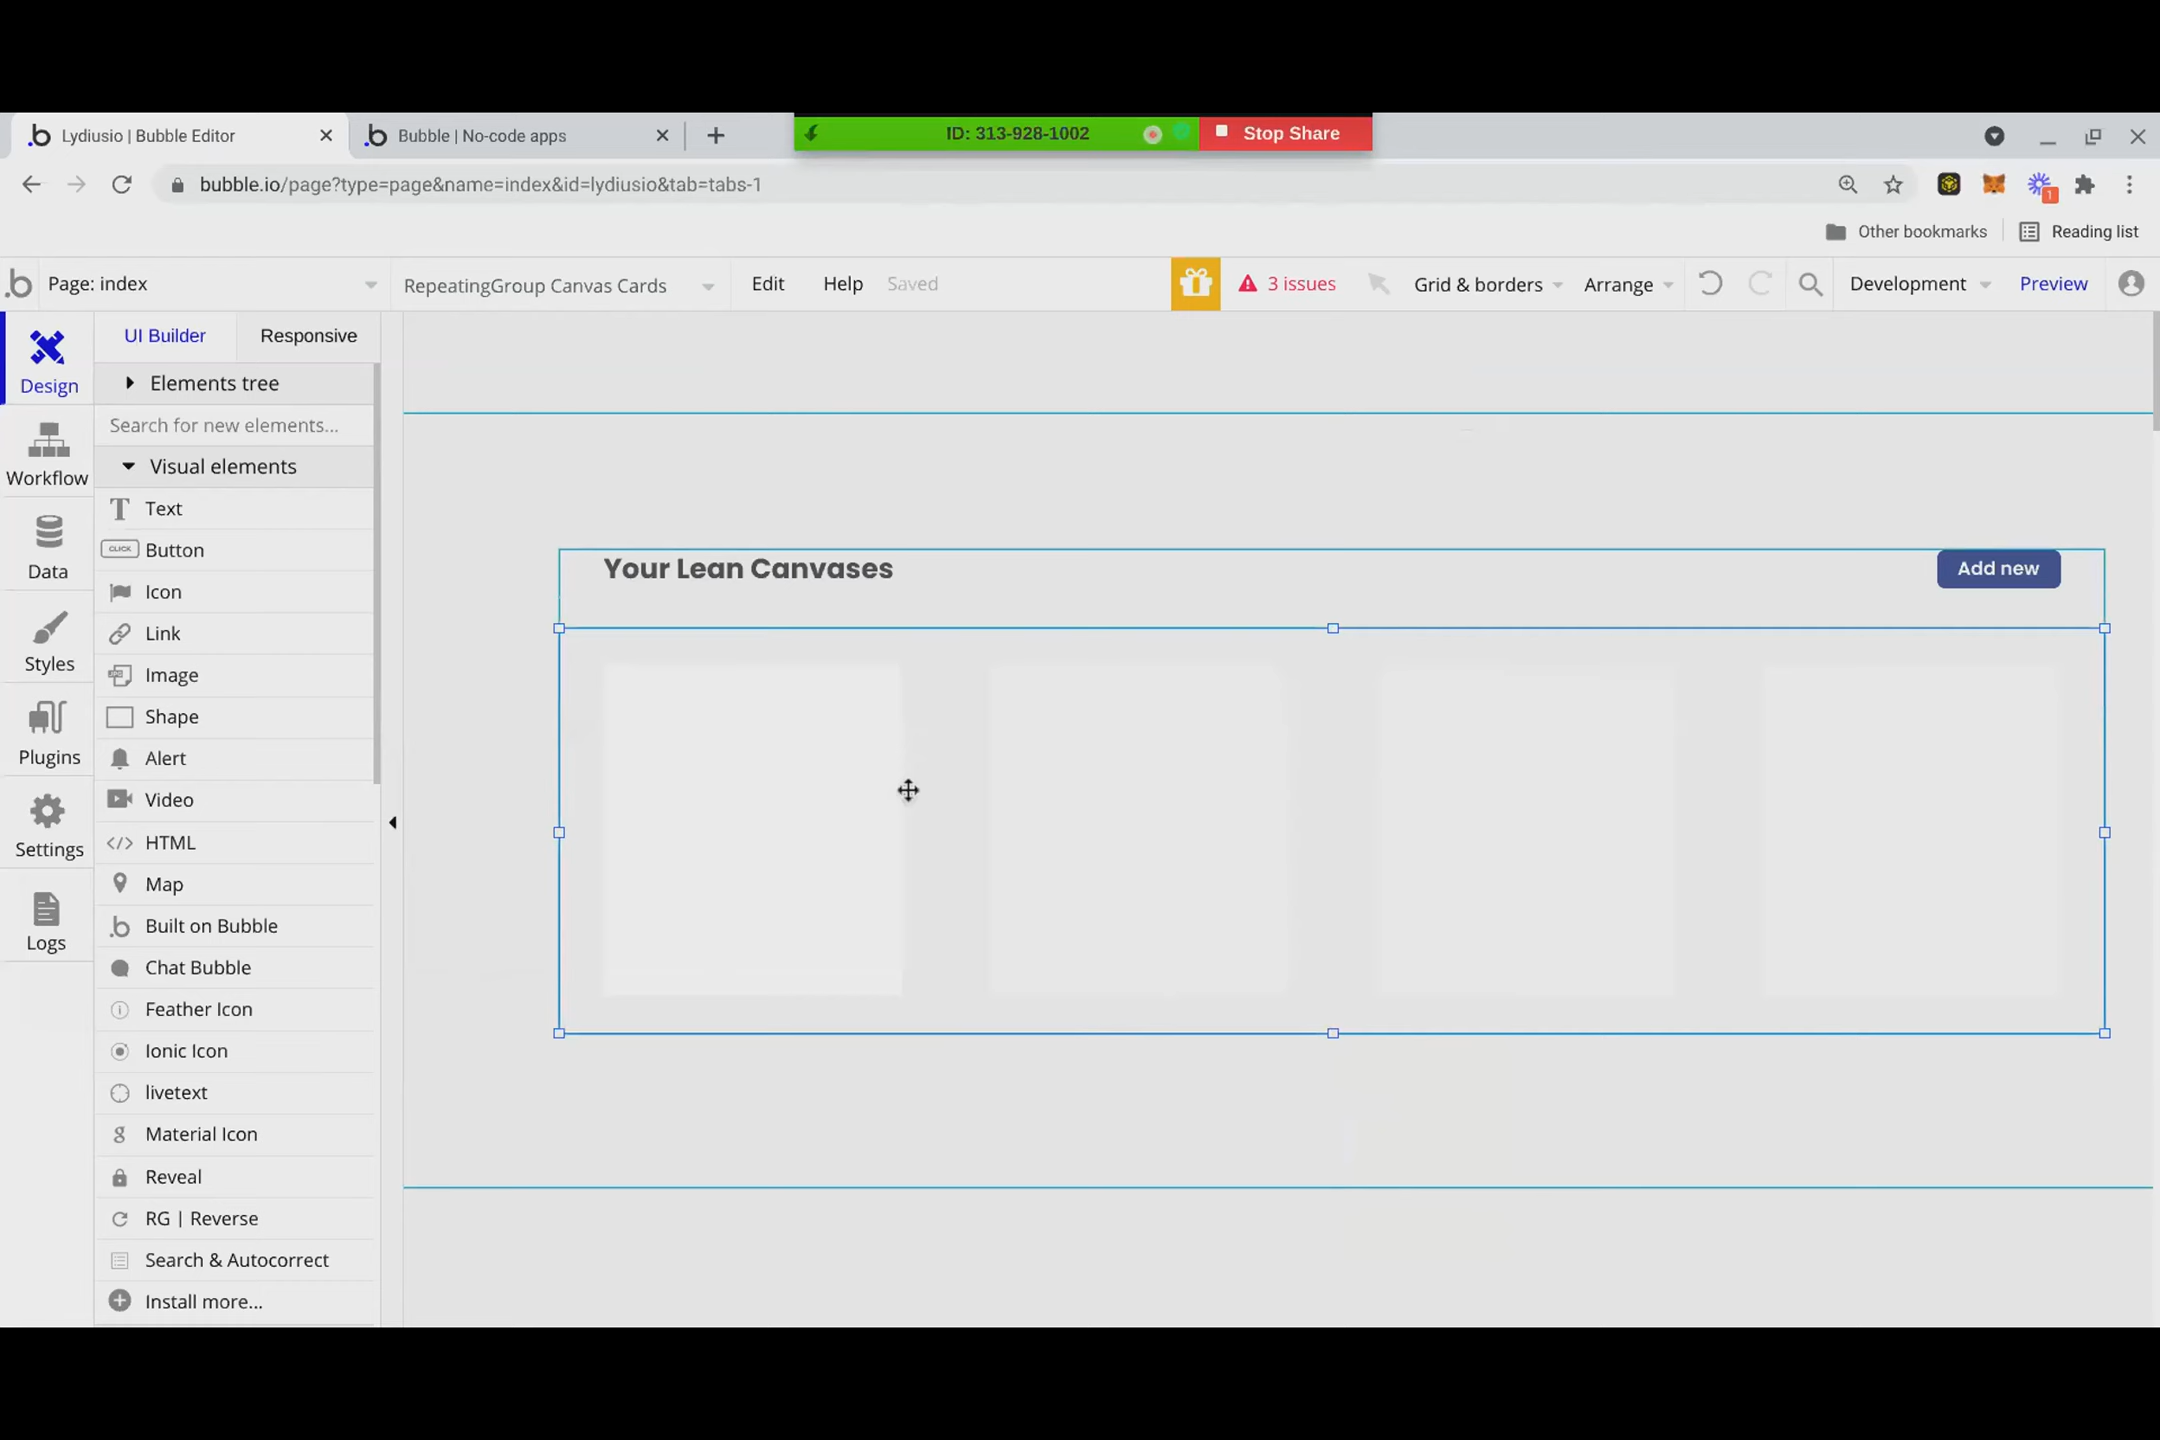 Lydiusio | Bubble Editor
Bubble | No-code apps
ID: 313-928-1002
Stop Share
bubble.io/page?type=page&name=index&id=lydiusio&tab=tabs-1
1
Other bookmarks
Reading list
Page: index
RepeatingGroup Canvas Cards
Edit
Help
Saved
3 issues
Grid & borders
Arrange
Development
Preview
Design
Workflow
Data
Styles
Plugins
Settings
Logs
UI Builder
Responsive
Elements tree
Search for new elements...
Visual elements
Text
CLICK
Button
Icon
Link
Image
Shape
Alert
Video
HTML
Map
Built on Bubble
Chat Bubble
Feather Icon
Ionic Icon
livetext
Material Icon
Reveal
RG | Reverse
Search & Autocorrect
Install more...
Your Lean Canvases
Add new